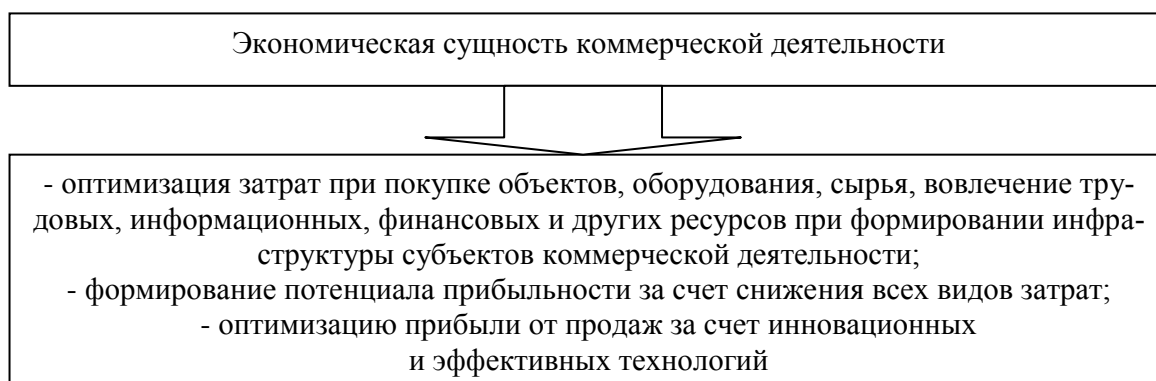 Экономическая сущность коммерческой деятельности
- оптимизация затрат при покупке объектов, оборудования, сырья, вовлечение тру-
довых, информационных, финансовых и других ресурсов при формировании инфра-
структуры субъектов коммерческой деятельности;
- формирование потенциала прибыльности за счет снижения всех видов затрат;
- оптимизацию прибыли от продаж за счет инновационных
и эффективных технологий